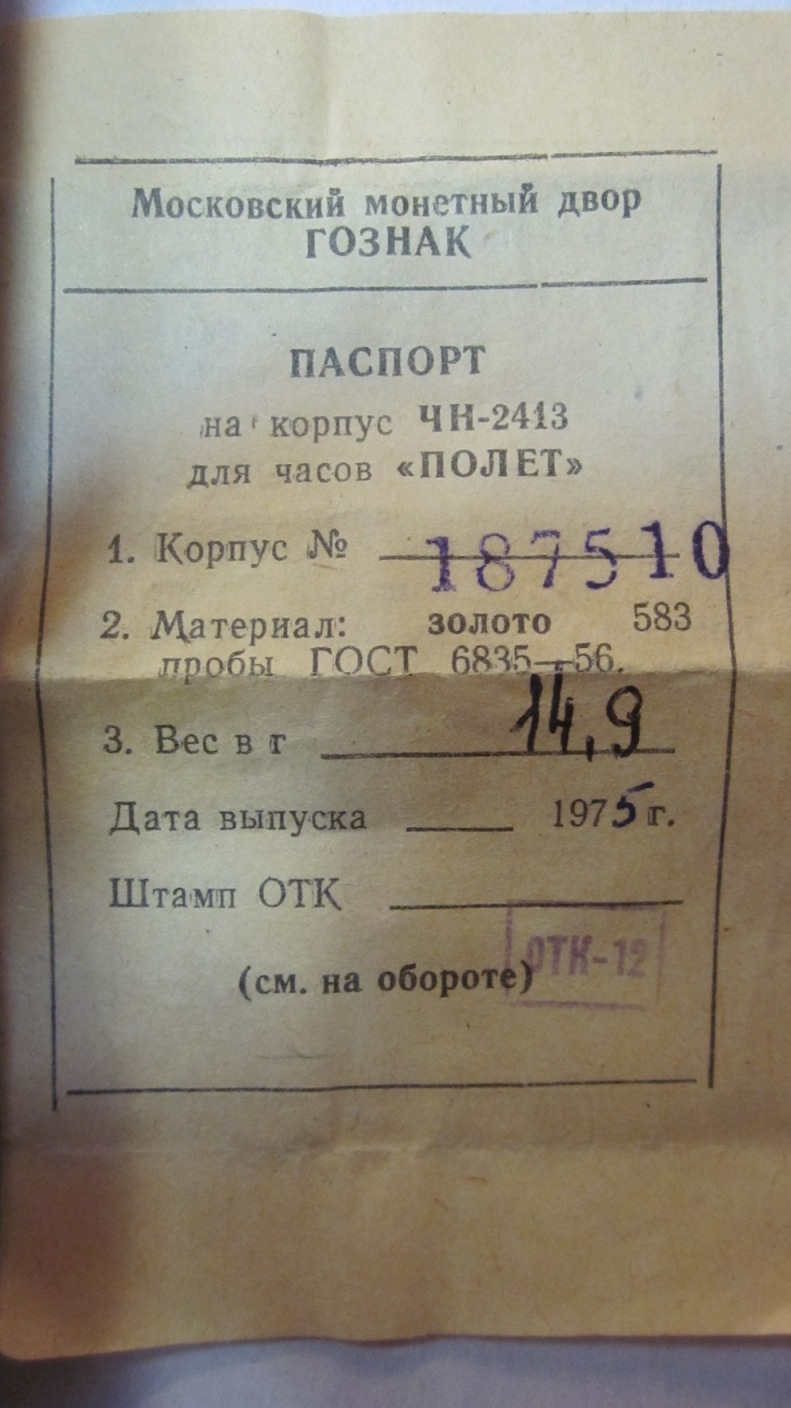 Московский монетный двор
ГОЗНАК
ПАСПОРТ
на корпус ЧН-2413
для часов «ПОЛЕТ»
1. Корпус № 187510
2. Материал: золото 583
пробы ГОСТ 6835—56.
3. Вес в г 14,9
Дата выпуска ____ 1975 г.
Штамп ОТК ____
ОТК-12
(см. на обороте)